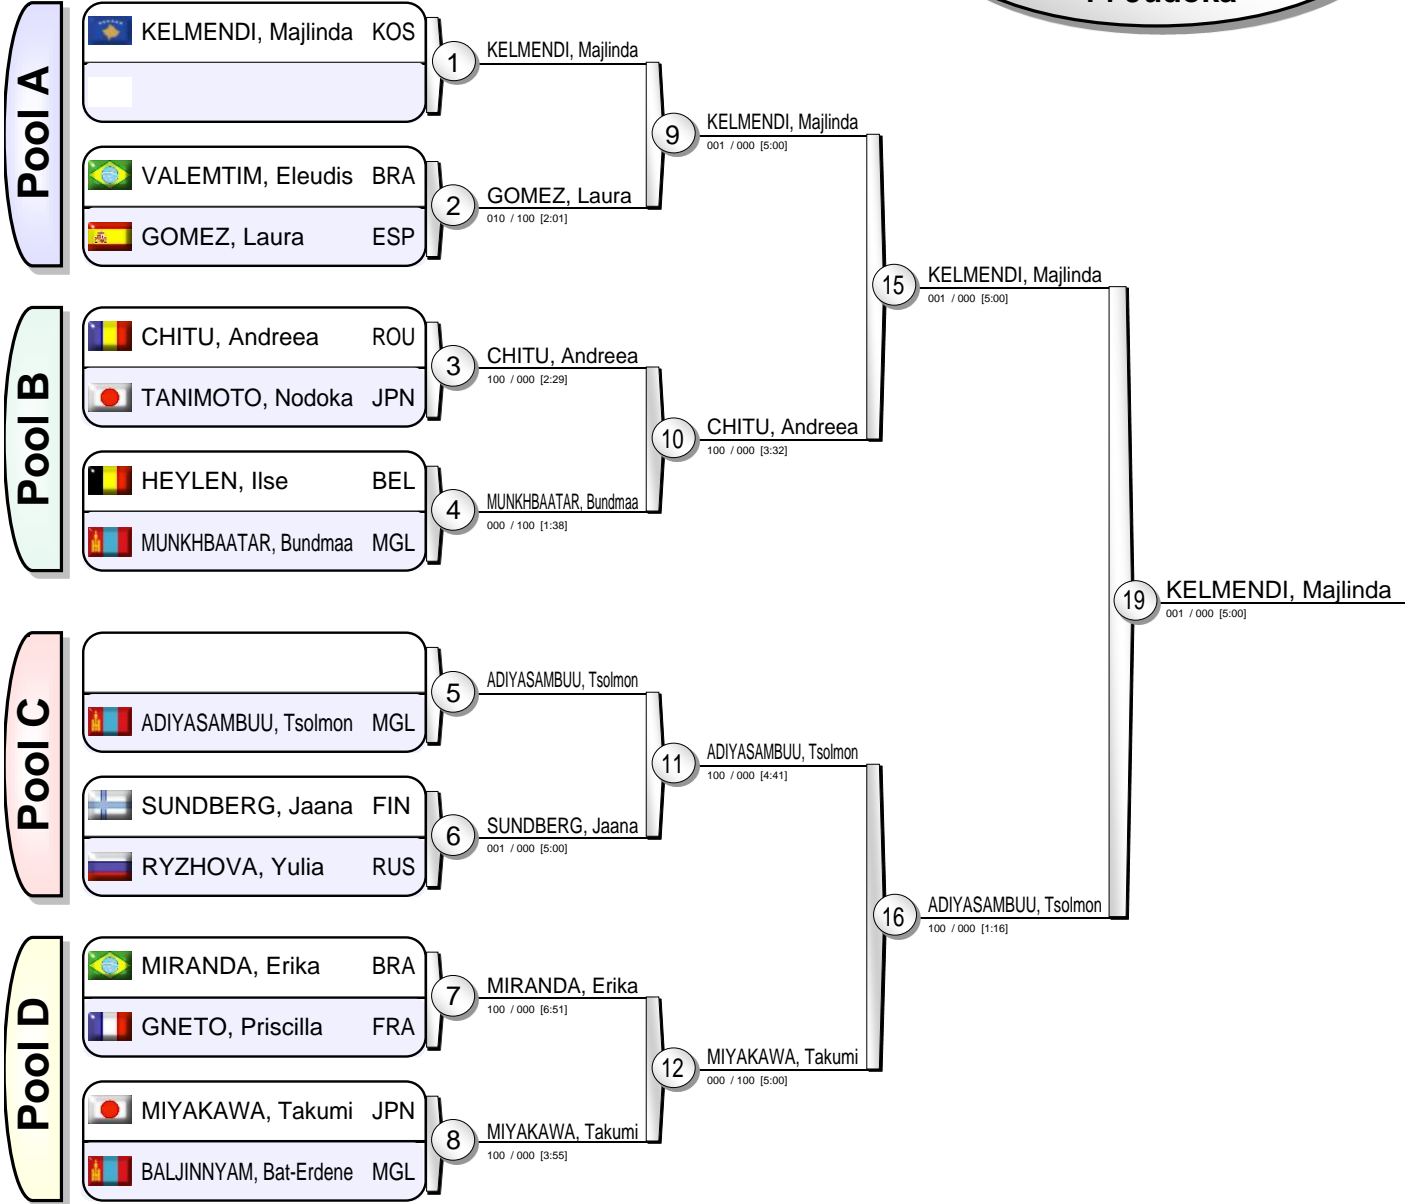 Pool A
KELMENDI, Majlinda KOS
VALEMTIM, Eleudis BRA
GOMEZ, Laura ESP
1
KELMENDI, Majlinda
2
GOMEZ, Laura
010 / 100 [2:01]
9
KELMENDI, Majlinda
001 / 000 [5:00]
Pool B
CHITU, Andreea ROU
TANIMOTO, Nodoka JPN
HEYLEN, Ilse BEL
MUNKHBAATAR, Bundmaa MGL
3
CHITU, Andreea
100 / 000 [2:29]
4
MUNKHBAATAR, Bundmaa
000 / 100 [1:38]
10
CHITU, Andreea
100 / 000 [3:32]
15
KELMENDI, Majlinda
001 / 000 [5:00]
Pool C
ADIYASAMBUU, Tsolmon MGL
SUNDBERG, Jaana FIN
RYZHOVA, Yulia RUS
5
ADIYASAMBUU, Tsolmon
6
SUNDBERG, Jaana
001 / 000 [5:00]
11
ADIYASAMBUU, Tsolmon
100 / 000 [4:41]
Pool D
MIRANDA, Erika BRA
GNETO, Priscilla FRA
MIYAKAWA, Takumi JPN
BALJINNYAM, Bat-Erdene MGL
7
MIRANDA, Erika
100 / 000 [6:51]
8
MIYAKAWA, Takumi
100 / 000 [3:55]
12
MIYAKAWA, Takumi
000 / 100 [5:00]
16
ADIYASAMBUU, Tsolmon
100 / 000 [1:16]
19
KELMENDI, Majlinda
001 / 000 [5:00]